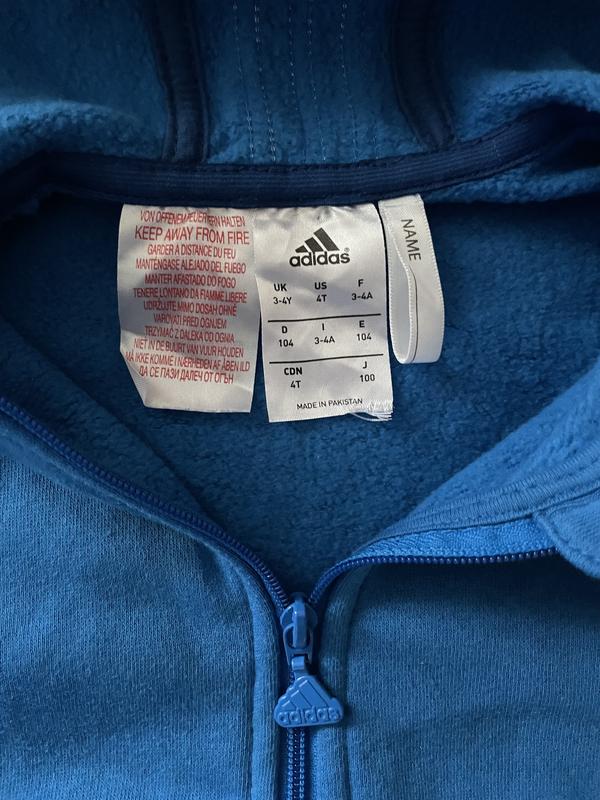 VON OFFENEM FEUER FERN HALTEN
KEEP AWAY FROM FIRE
GARDER A DISTANCE DU FEU
MANTÉNGASE ALEJADO DEL FUEGO
MANTER AFASTADO DO FOGO
TENERE LONTANO DA FIAMME LIBERE
UDRŽUJTE MIMO DOSAH OHNĚ
VAROVATI PRED OGNJEM
TRZYMAĆ Z DALEKA OD OGNIA
NIET IN DE BUURT VAN VUUR HOUDEN
MÅ IKKE KOMME I NÆRHEDEN AF ÅBEN ILD
ДА СЕ ПАЗИ ДАЛЕЧ ОТ ОГЪН
adidas®
UK US F
3-4Y 4T 3-4A
D I E
104 3-4A 104
CDN J
4T 100
MADE IN PAKISTAN
NAME
adidas